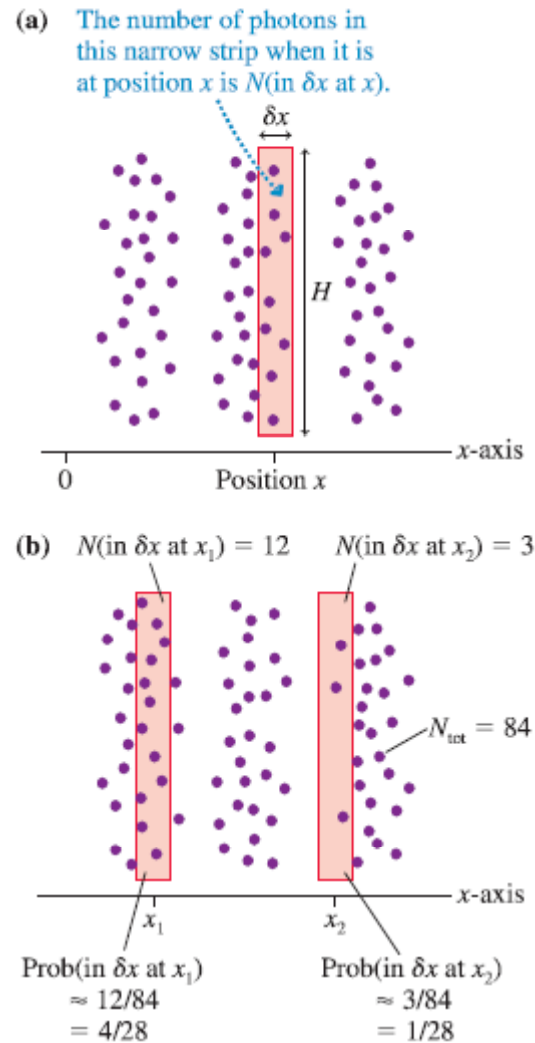 (a) The number of photons in
this narrow strip when it is
at position x is N(in δx at x).
δx
H
x-axis
0 Position x
(b) N(in δx at x₁) = 12 N(in δx at x₂) = 3
Nₜₒₜ = 84
x-axis
x₁ x₂
Prob(in δx at x₁) Prob(in δx at x₂)
≈ 12/84 ≈ 3/84
= 4/28 = 1/28